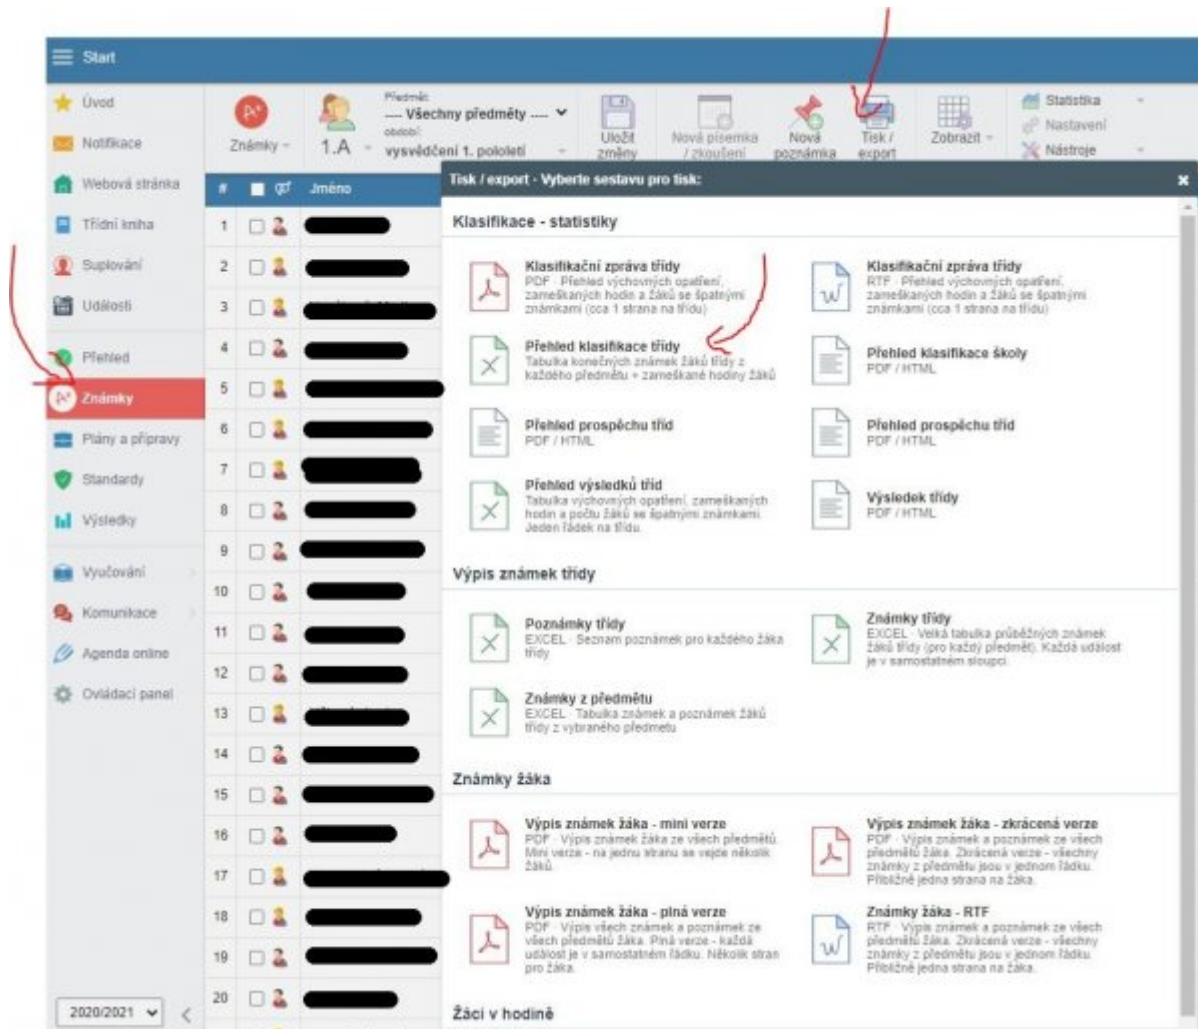 Start
Úvod
Notifikace
Webová stránka
Třídní kniha
Suplování
Události
Přehled
Známky
Plány a přípravy
Standardy
Výsledky
Vyučování
Komunikace
Agenda online
Ovládací panel
2020/2021
Známky
1.A
Předmět:
---- Všechny předměty ----
období:
vysvědčení 1. pololetí
Uložit
změny
Nová písemka
/ zkoušení
Nová
poznámka
Tisk /
export
Zobrazit
Statistika
Nastavení
Nástroje
# Jméno
1
2
3
4
5
6
7
8
9
10
11
12
13
14
15
16
17
18
19
20
Tisk / export - Vyberte sestavu pro tisk:
Klasifikace - statistiky
Klasifikační zpráva třídy
PDF · Přehled výchovných opatření,
zameškaných hodin a žáků se špatnými
známkami (cca 1 strana na třídu)
Klasifikační zpráva třídy
RTF · Přehled výchovných opatření,
zameškaných hodin a žáků se špatnými
známkami (cca 1 strana na třídu)
Přehled klasifikace třídy
Tabulka konečných známek žáků třídy z
každého předmětu + zameškané hodiny žáků
Přehled klasifikace školy
PDF / HTML
Přehled prospěchu tříd
PDF / HTML
Přehled prospěchu tříd
PDF / HTML
Přehled výsledků tříd
Tabulka výchovných opatření, zameškaných
hodin a počtu žáků se špatnými známkami.
Jeden řádek na třídu.
Výsledek třídy
PDF / HTML
Výpis známek třídy
Poznámky třídy
EXCEL · Seznam poznámek pro každého žáka
třídy
Známky třídy
EXCEL · Velká tabulka průběžných známek
žáků třídy (pro každý předmět). Každá událost
je v samostatném sloupci.
Známky z předmětu
EXCEL · Tabulka známek a poznámek žáků
třídy z vybraného předmetu
Známky žáka
Výpis známek žáka - mini verze
PDF · Výpis známek žáka ze všech předmětů.
Mini verze - na jednu stranu se vejde několik
žáků.
Výpis známek žáka - zkrácená verze
PDF · Výpis známek a poznámek ze všech
předmětů žáka. Zkrácená verze - všechny
známky z předmětu jsou v jednom řádku.
Přibližně jedna strana na žáka.
Výpis známek žáka - plná verze
PDF · Výpis všech známek a poznámek ze
všech předmětů žáka. Plná verze - každá
událost je v samostatném řádku. Několik stran
pro žáka.
Známky žáka - RTF
RTF · Výpis známek a poznámek ze všech
předmětů žáka. Zkrácená verze - všechny
známky z předmětu jsou v jednom řádku.
Přibližně jedna strana na žáka.
Žáci v hodině